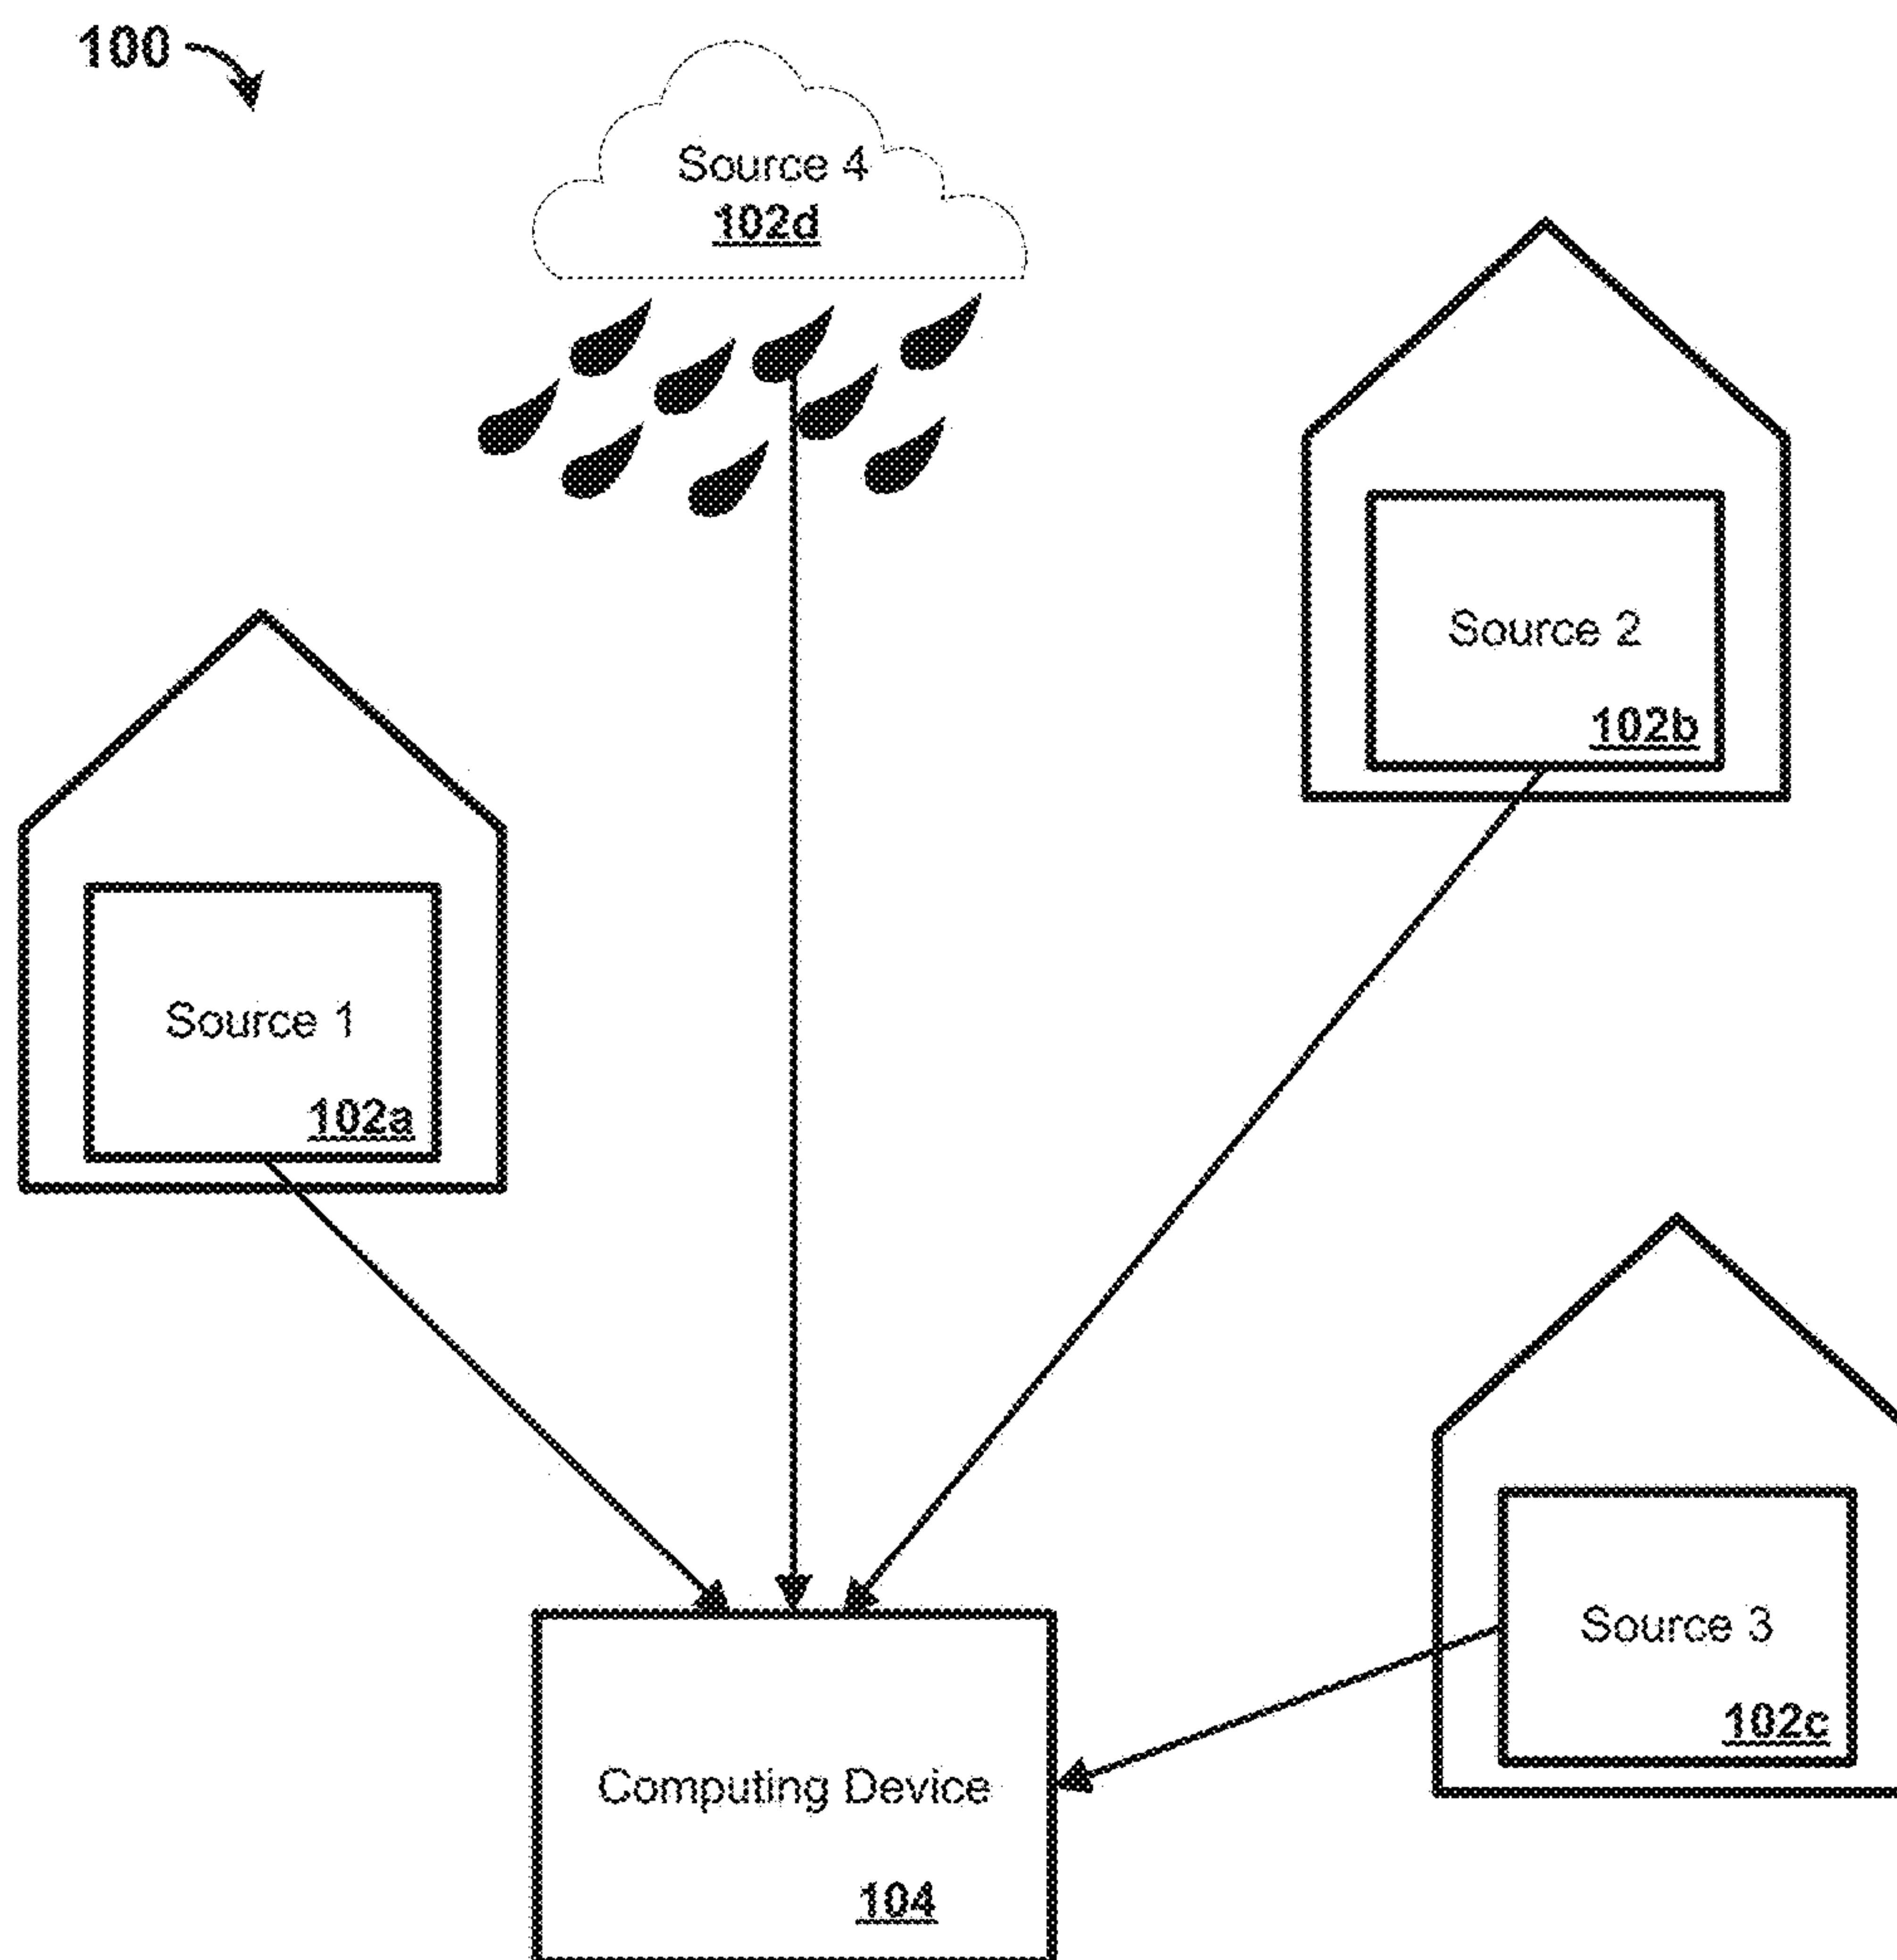 100
Source 4
102d
Source 2
102b
Source 1
102a
Source 3
102c
Computing Device
104